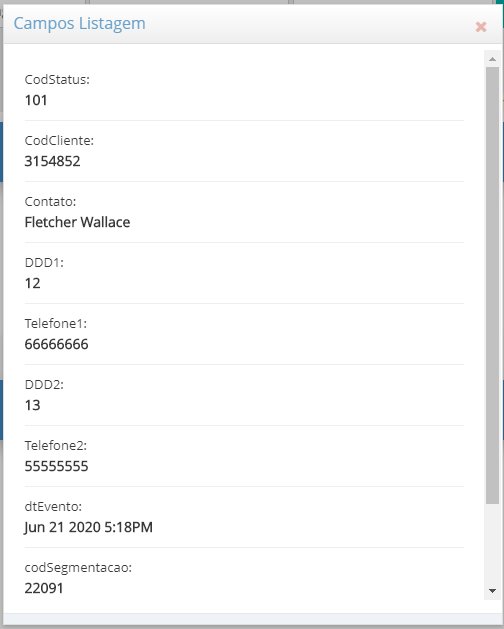 Campos Listagem
CodStatus:
101
CodCliente:
3154852
Contato:
Fletcher Wallace
DDD1:
12
Telefone1:
66666666
DDD2:
13
Telefone2:
55555555
dtEvento:
Jun 21 2020 5:18PM
codSegmentacao:
22091